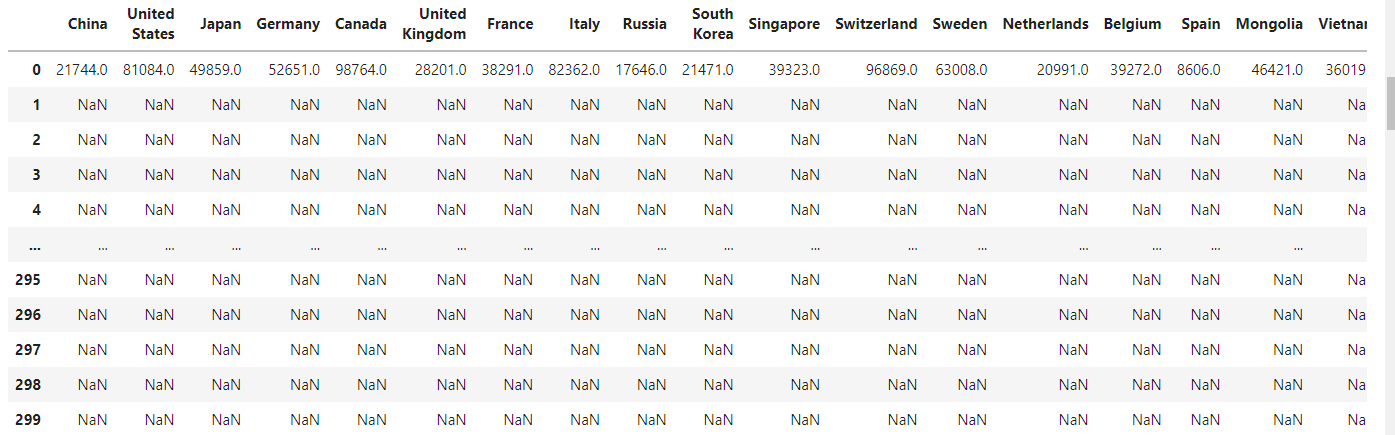 China United States Japan Germany Canada United Kingdom France Italy Russia South Korea Singapore Switzerland Sweden Netherlands Belgium Spain Mongolia Vietnar
0 21744.0 81084.0 49859.0 52651.0 98764.0 28201.0 38291.0 82362.0 17646.0 21471.0 39323.0 96869.0 63008.0 20991.0 39272.0 8606.0 46421.0 36019
1 NaN NaN NaN NaN NaN NaN NaN NaN NaN NaN NaN NaN NaN NaN NaN NaN NaN Na
2 NaN NaN NaN NaN NaN NaN NaN NaN NaN NaN NaN NaN NaN NaN NaN NaN NaN Na
3 NaN NaN NaN NaN NaN NaN NaN NaN NaN NaN NaN NaN NaN NaN NaN NaN NaN Na
4 NaN NaN NaN NaN NaN NaN NaN NaN NaN NaN NaN NaN NaN NaN NaN NaN NaN Na
... ... ... ... ... ... ... ... ... ... ... ... ... ... ... ... ... ...
295 NaN NaN NaN NaN NaN NaN NaN NaN NaN NaN NaN NaN NaN NaN NaN NaN NaN Na
296 NaN NaN NaN NaN NaN NaN NaN NaN NaN NaN NaN NaN NaN NaN NaN NaN NaN Na
297 NaN NaN NaN NaN NaN NaN NaN NaN NaN NaN NaN NaN NaN NaN NaN NaN NaN Na
298 NaN NaN NaN NaN NaN NaN NaN NaN NaN NaN NaN NaN NaN NaN NaN NaN NaN Na
299 NaN NaN NaN NaN NaN NaN NaN NaN NaN NaN NaN NaN NaN NaN NaN NaN NaN Na